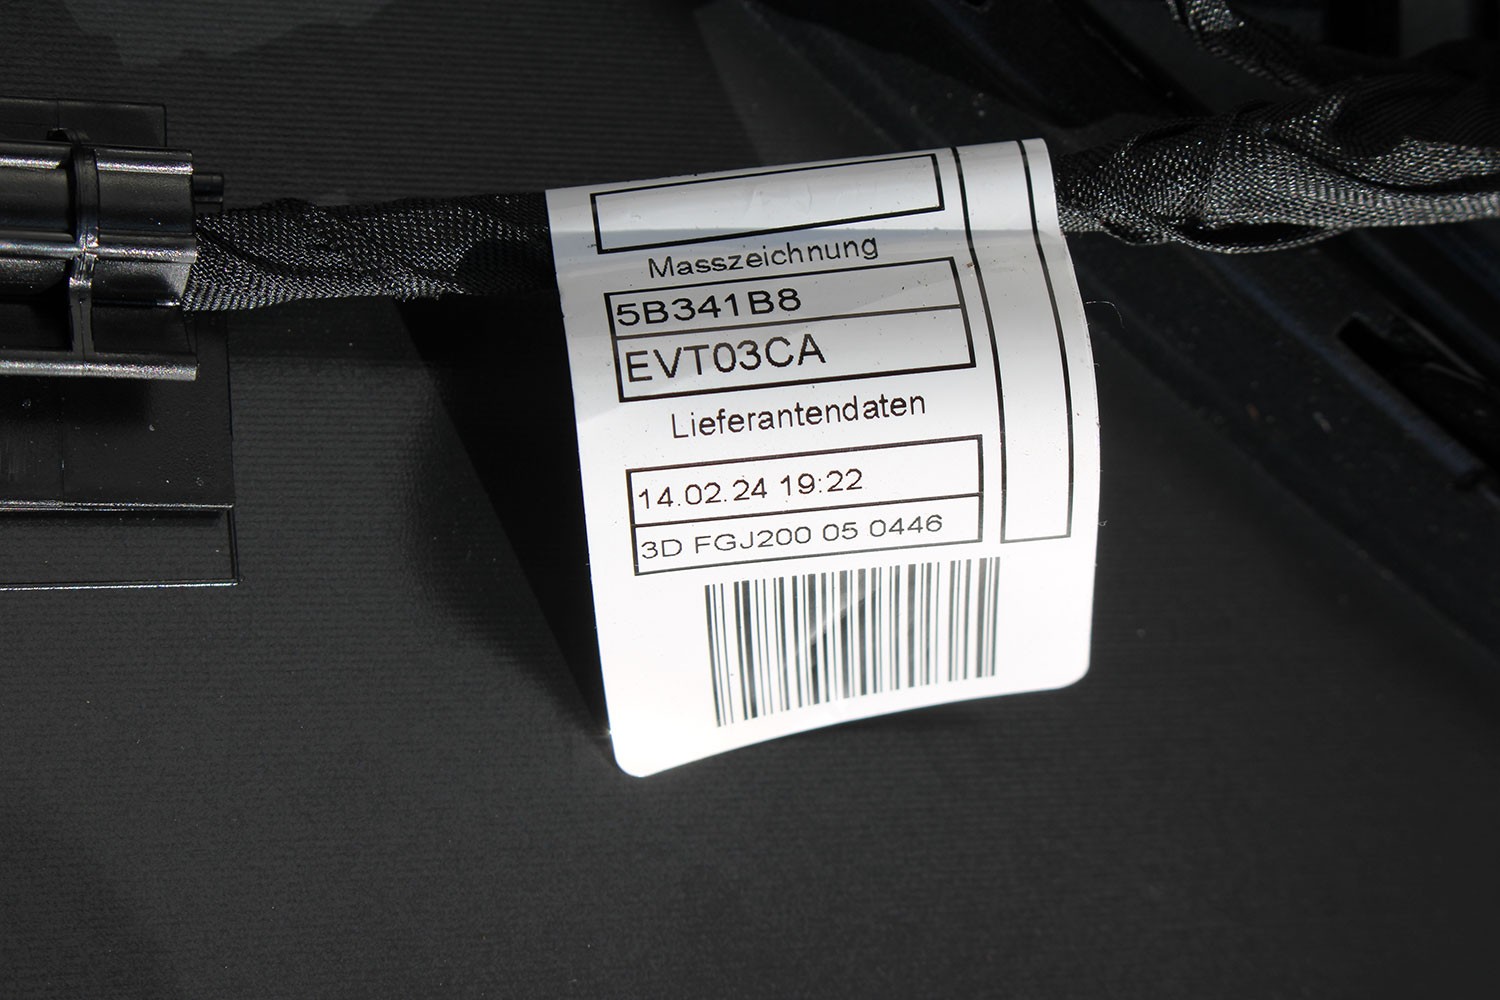 Masszeichnung
5B341B8
EVT03CA
Lieferantendaten
14.02.24 19:22
3D FGJ200 05 0446